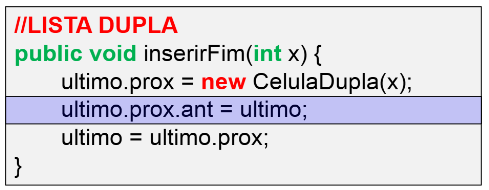 //LISTA DUPLA
public void inserirFim(int x) {
ultimo.prox = new CelulaDupla(x);
ultimo.prox.ant = ultimo;
ultimo = ultimo.prox;
}